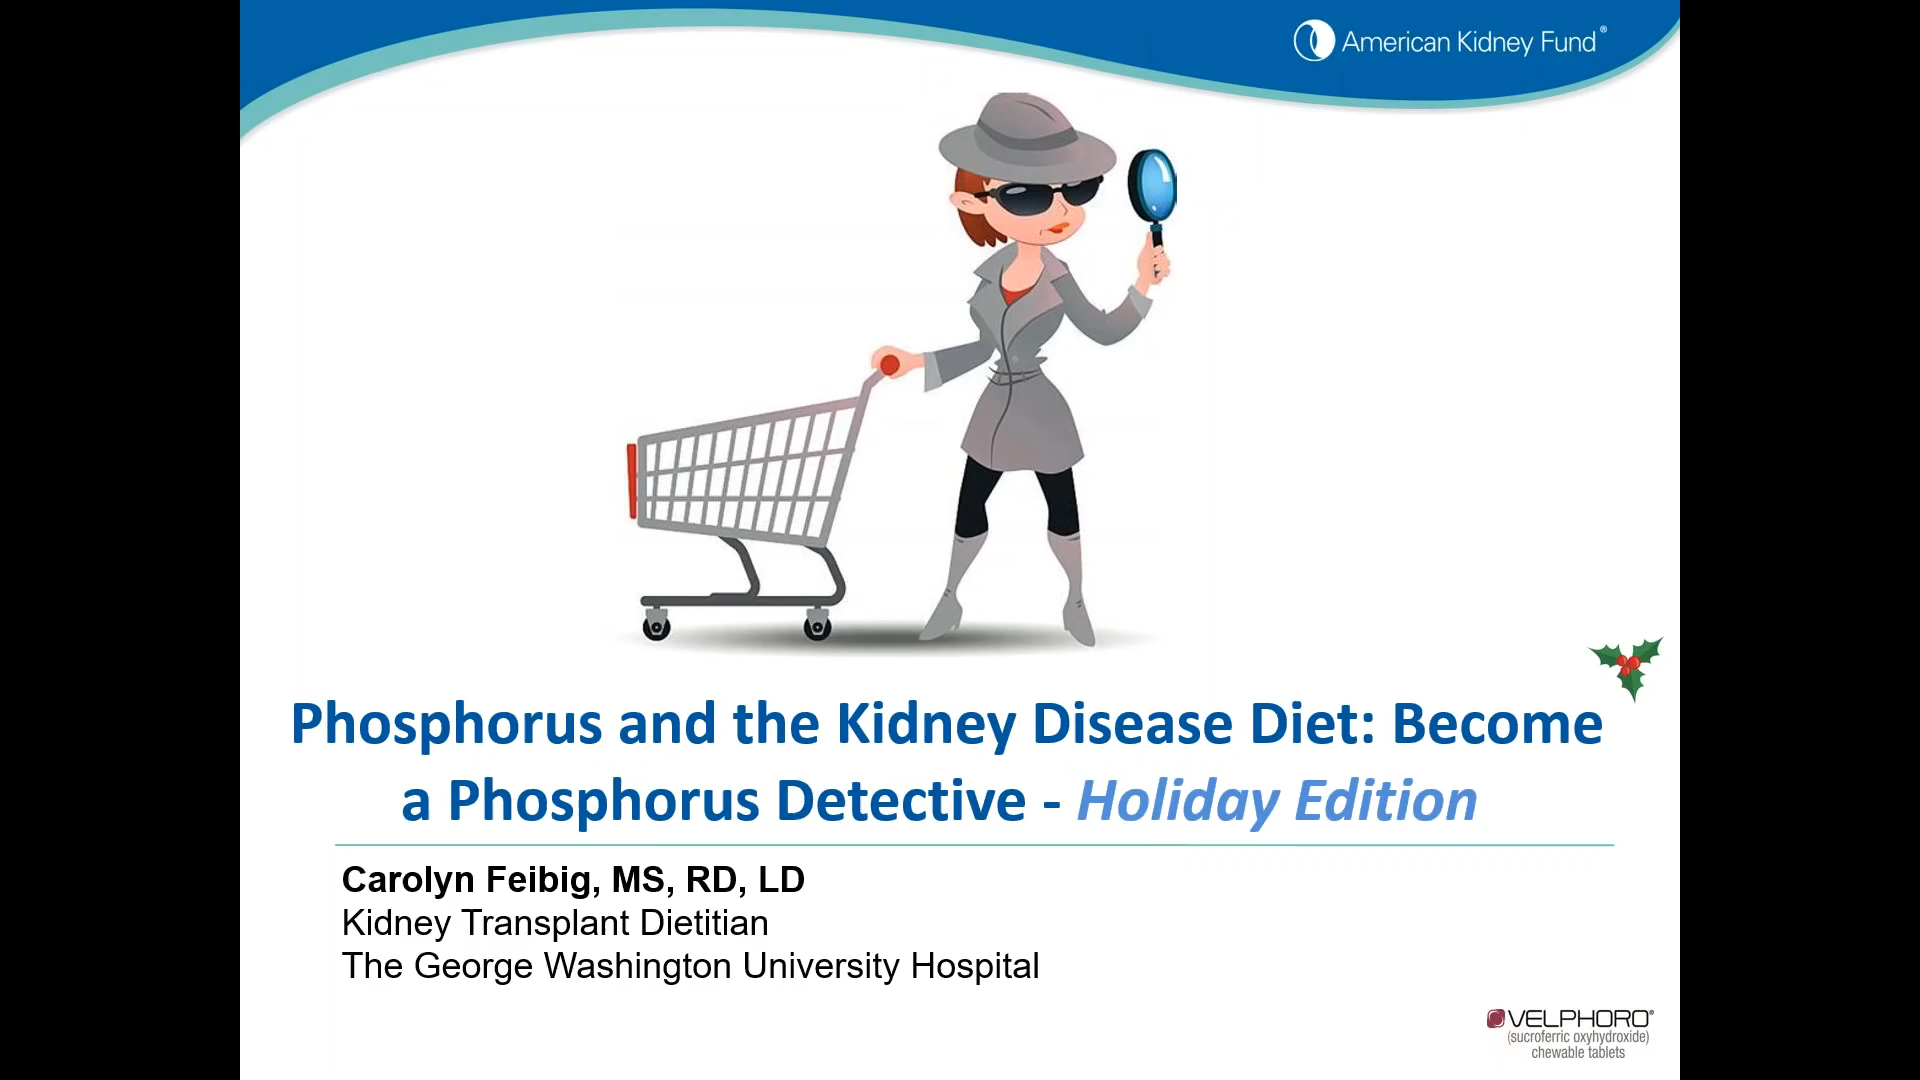 American Kidney Fund®
Phosphorus and the Kidney Disease Diet: Become
a Phosphorus Detective - Holiday Edition
Carolyn Feibig, MS, RD, LD
Kidney Transplant Dietitian
The George Washington University Hospital
VELPHORO®
(sucroferric oxyhydroxide)
chewable tablets